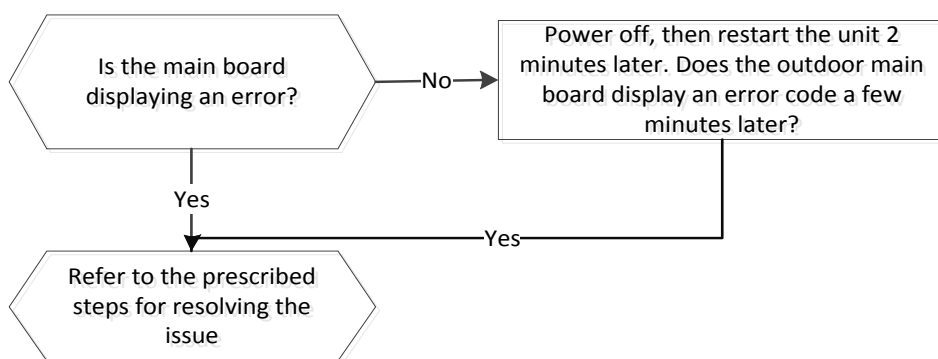 Is the main board
displaying an error?
No
Power off, then restart the unit 2
minutes later. Does the outdoor main
board display an error code a few
minutes later?
Yes
Yes
Refer to the prescribed
steps for resolving the
issue